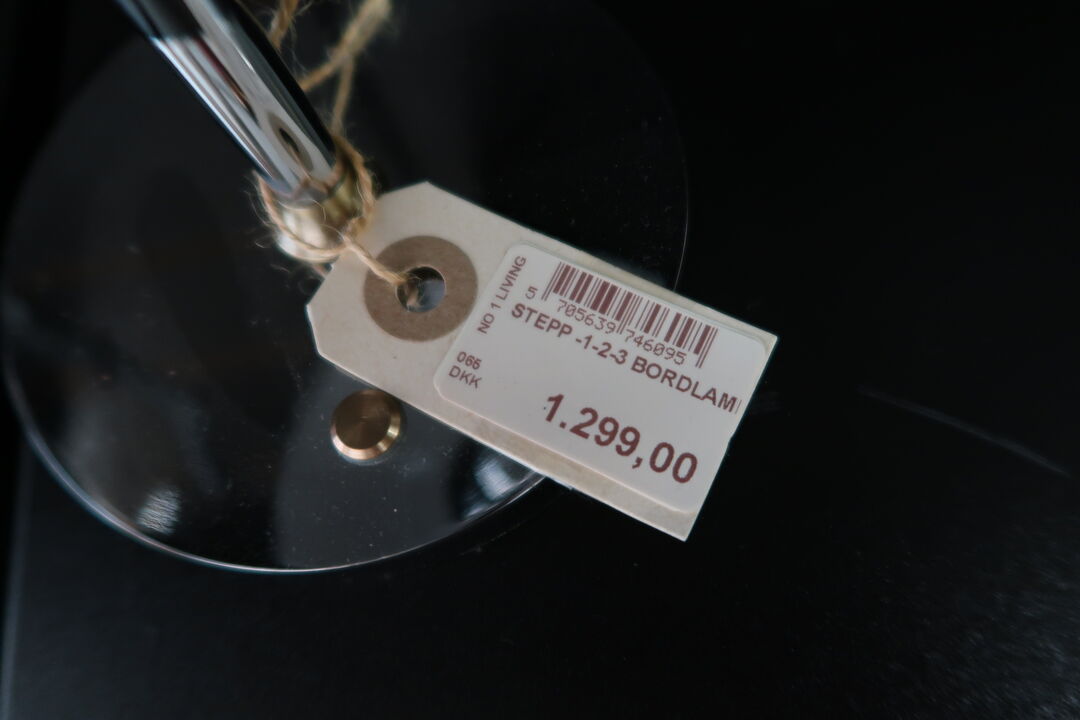 NO 1 LIVING
5 705639 746095
STEPP -1-2-3 BORDLAM
065
DKK
1.299,00